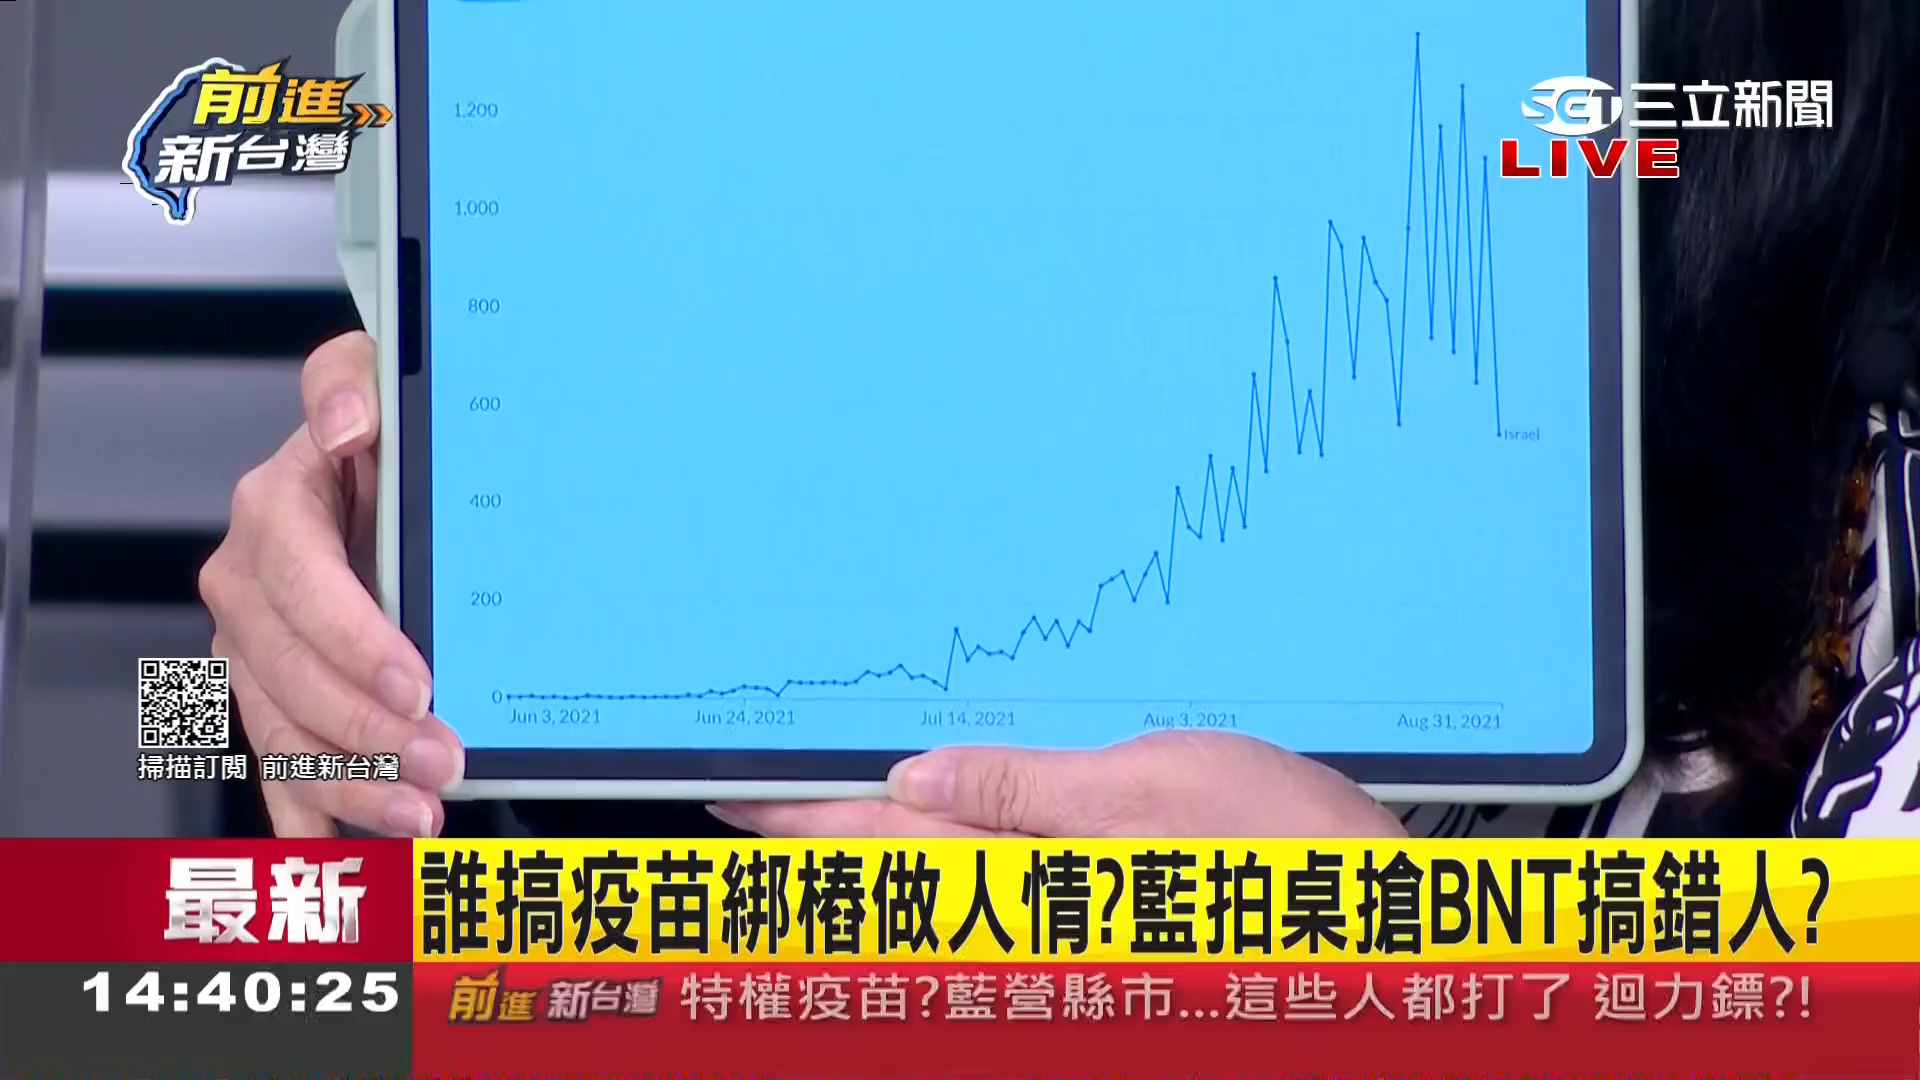 前進
新台灣
SET三立新聞
LIVE
1,200
1,000
800
600
400
200
0
Israel
Jun 3, 2021
Jun 24, 2021
Jul 14, 2021
Aug 3, 2021
Aug 31, 2021
掃描訂閱 前進新台灣
最新
誰搞疫苗綁樁做人情?藍拍桌搶BNT搞錯人?
14:40:25
前進新台灣 特權疫苗?藍營縣市...這些人都打了 迴力鏢?!